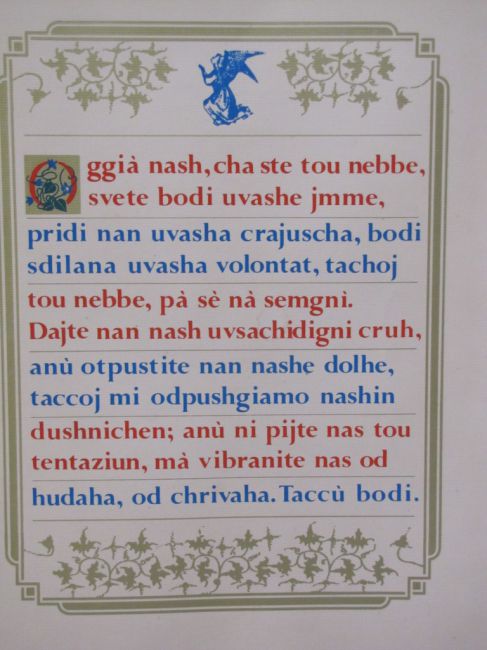 Oggià nash, cha ste tou nebbe,
svete bodi uvashe jmme,
pridi nan uvasha crajuscha, bodi
sdilana uvasha volontat, tachoj
tou nebbe, pà sè nà semgnì.
Dajte nan nash uvsachidigni cruh,
anù otpustite nan nashe dolhe,
taccoj mi odpushgiamo nashin
dushnichen; anù ni pijte nas tou
tentaziun, mà vibranite nas od
hudaha, od chrivaha. Taccù bodi.